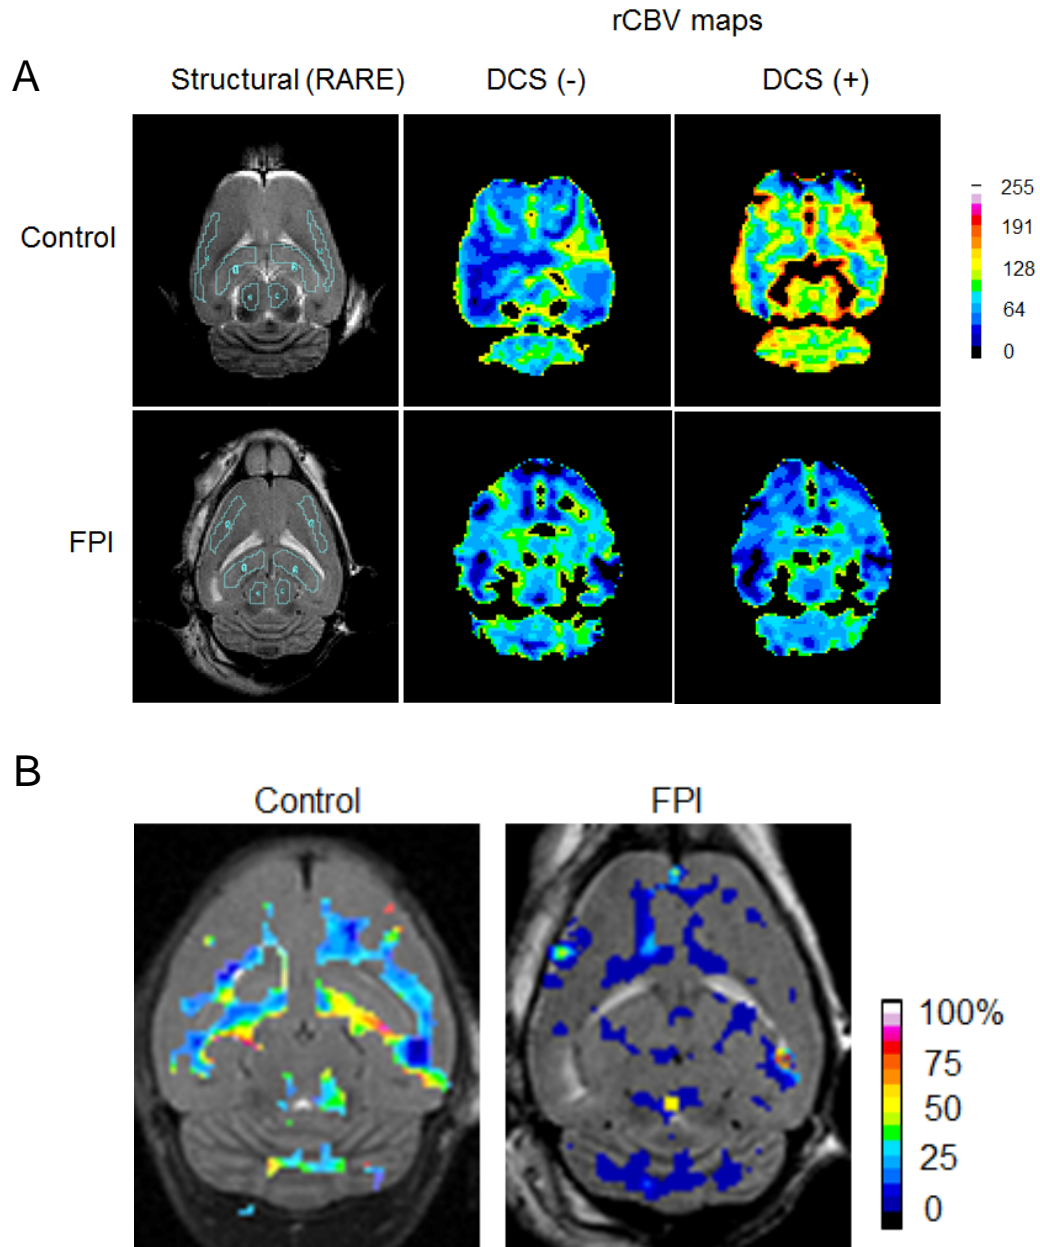 rCBV maps
A
Structural (RARE)
DCS (-)
DCS (+)
Control
255
191
128
64
0
FPI
B
Control
FPI
100%
75
50
25
0